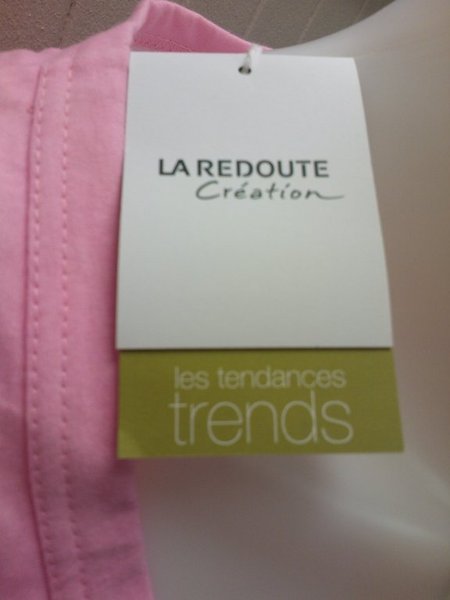 LA REDOUTE
Création
les tendances
trends